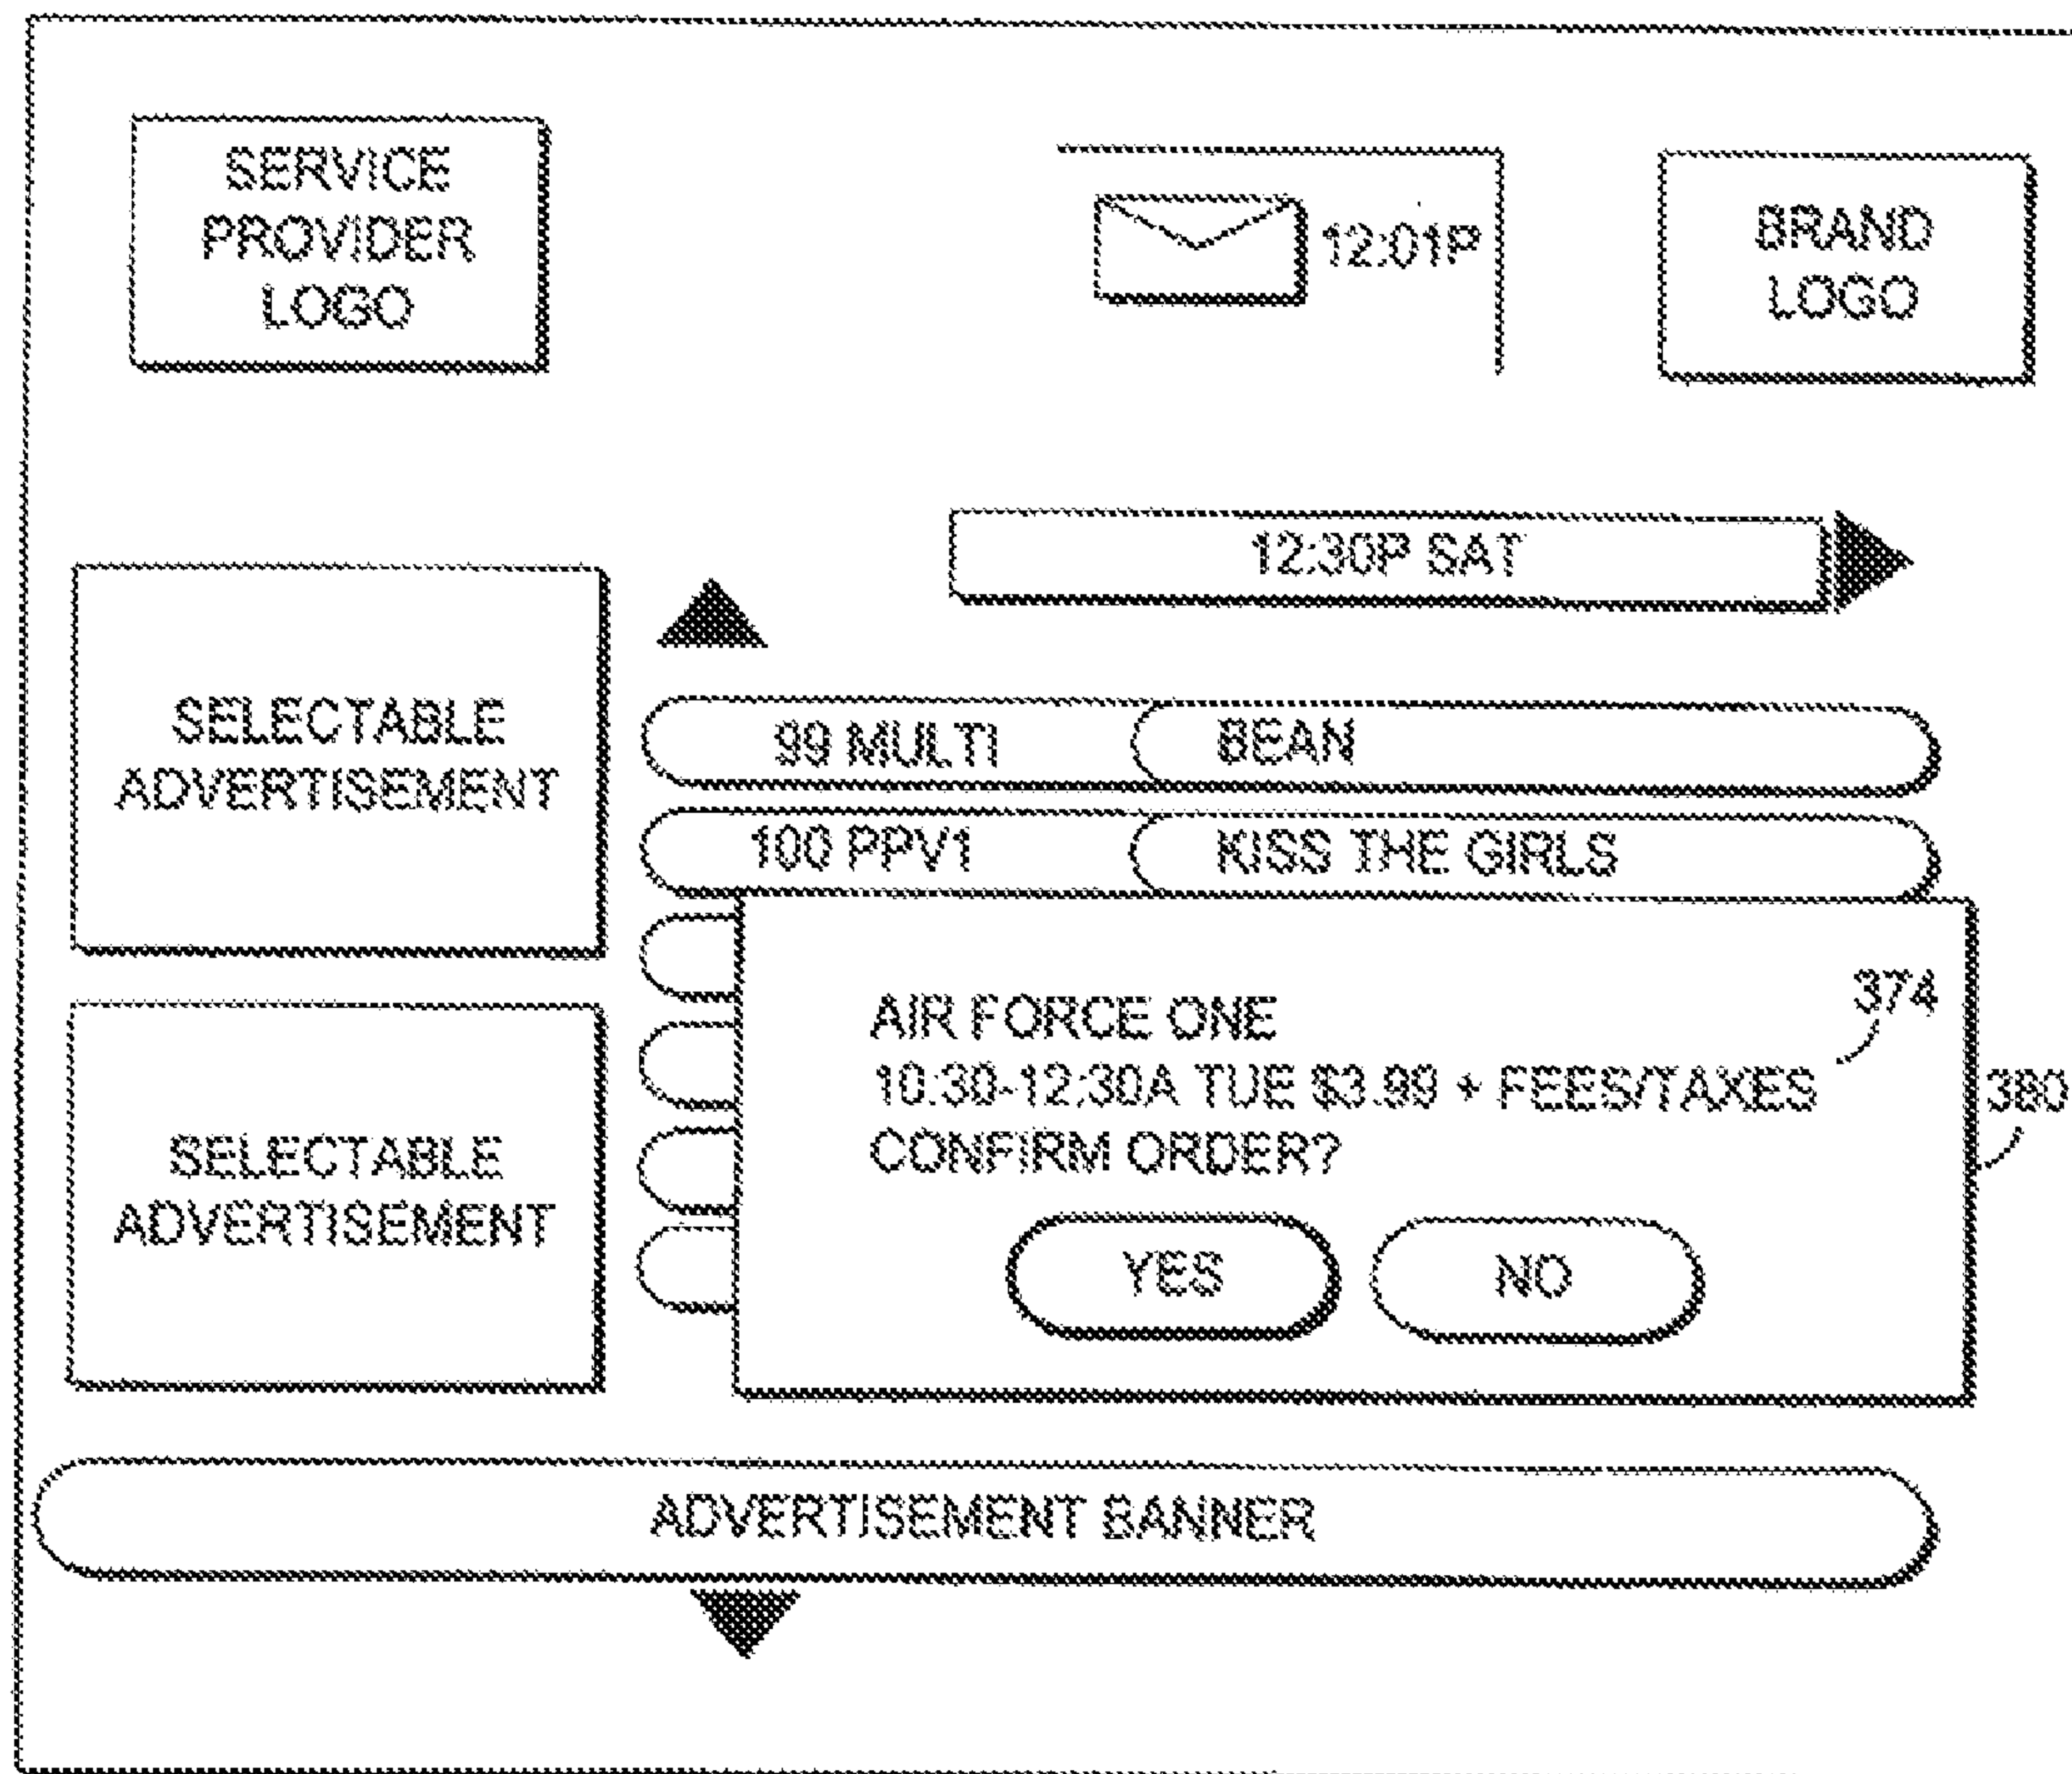 SERVICE
PROVIDER
LOGO
12:01P
BRAND
LOGO
12:30P SAT
SELECTABLE
ADVERTISEMENT
99 MULTI
BEAN
100 PPV1
KISS THE GIRLS
374
AIR FORCE ONE
10:30-12:30A TUE $3.99 + FEES/TAXES
CONFIRM ORDER?
380
YES
NO
SELECTABLE
ADVERTISEMENT
ADVERTISEMENT BANNER